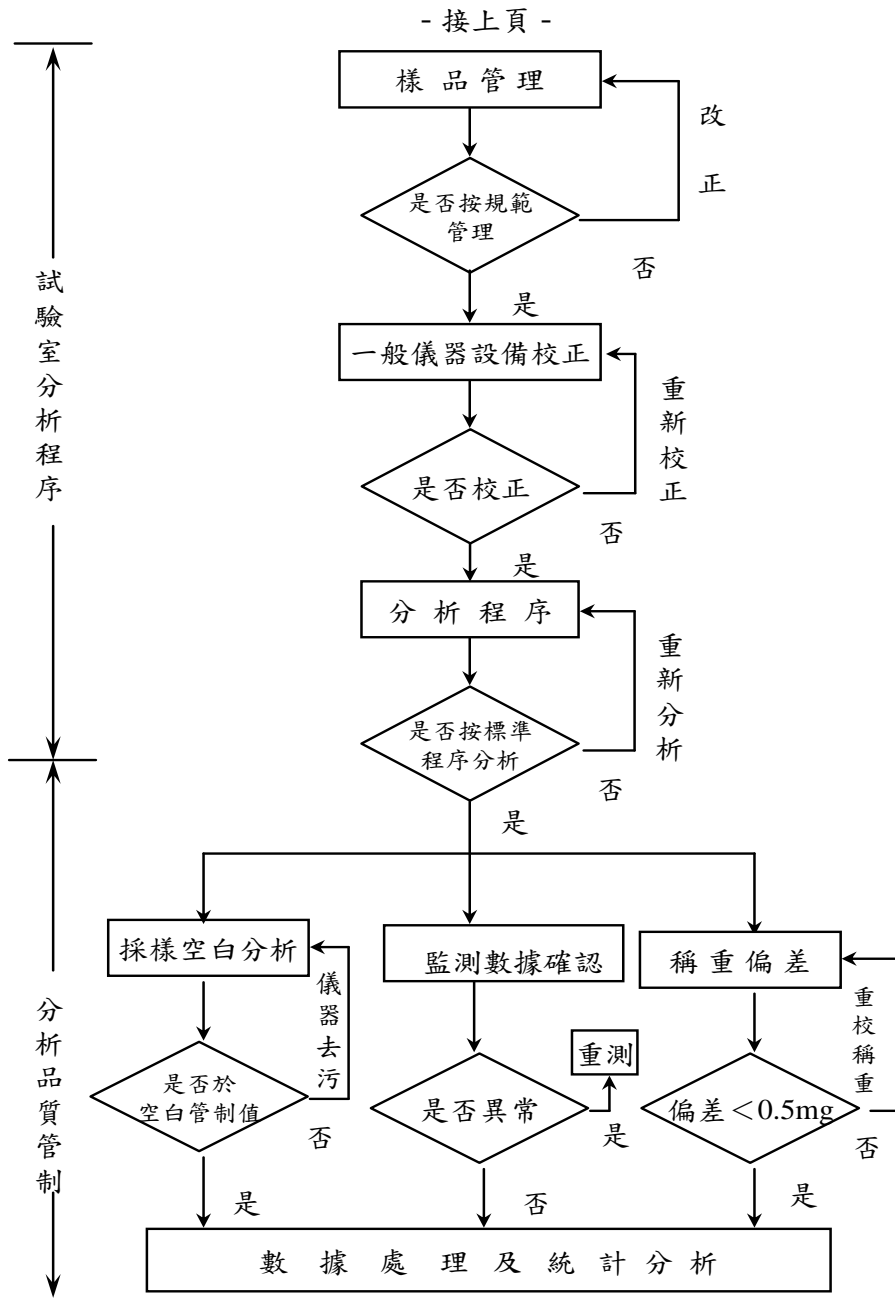 - 接上頁 -
樣品管理
改正
是否按規範
管理
否
是
試驗室分析程序
一般儀器設備校正
重新校正
是否校正
否
是
分析程序
重新分析
是否按標準
程序分析
否
是
分析品質管制
採樣空白分析
儀器去污
是否於
空白管制值
否
是
監測數據確認
重測
是否異常
是
否
稱重偏差
重校稱重
偏差＜0.5mg
否
是
數據處理及統計分析